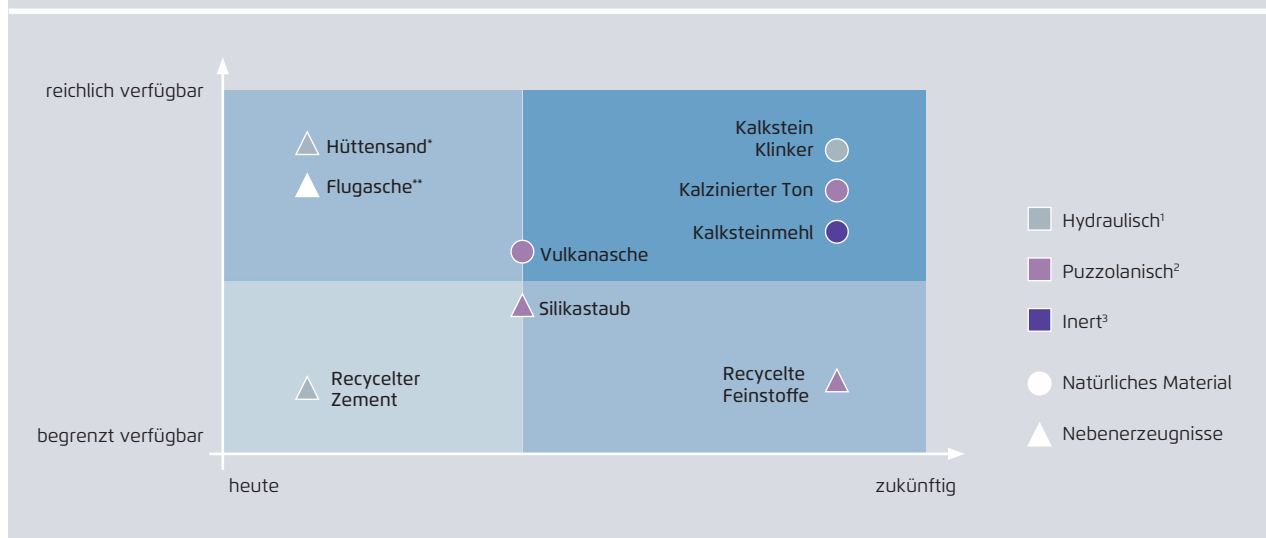 reichlich verfügbar
Hüttensand*
Flugasche**
Kalkstein
Klinker
Kalzinierter Ton
Kalksteinmehl
Vulkanasche
Silikastaub
Recycelter
Zement
Recycelte
Feinstoffe
begrenzt verfügbar
heute
zukünftig
Hydraulisch¹
Puzzolanisch²
Inert³
Natürliches Material
Nebenerzeugnisse